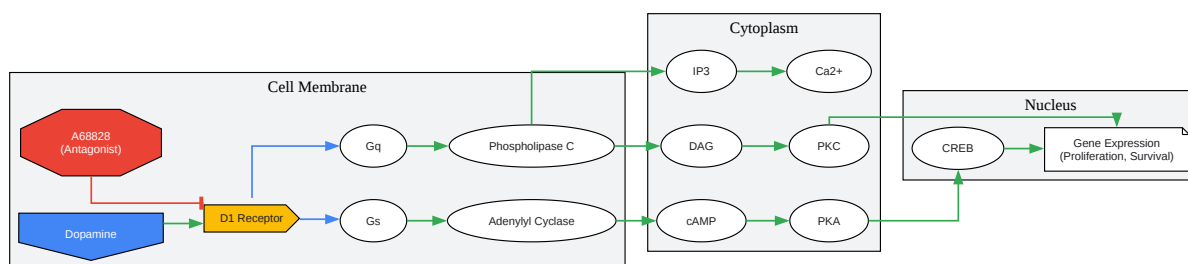 Cell Membrane
A68828
(Antagonist)
Dopamine
D1 Receptor
Gq
Gs
Phospholipase C
Adenylyl Cyclase
Cytoplasm
IP3
Ca2+
DAG
PKC
cAMP
PKA
Nucleus
CREB
Gene Expression
(Proliferation, Survival)